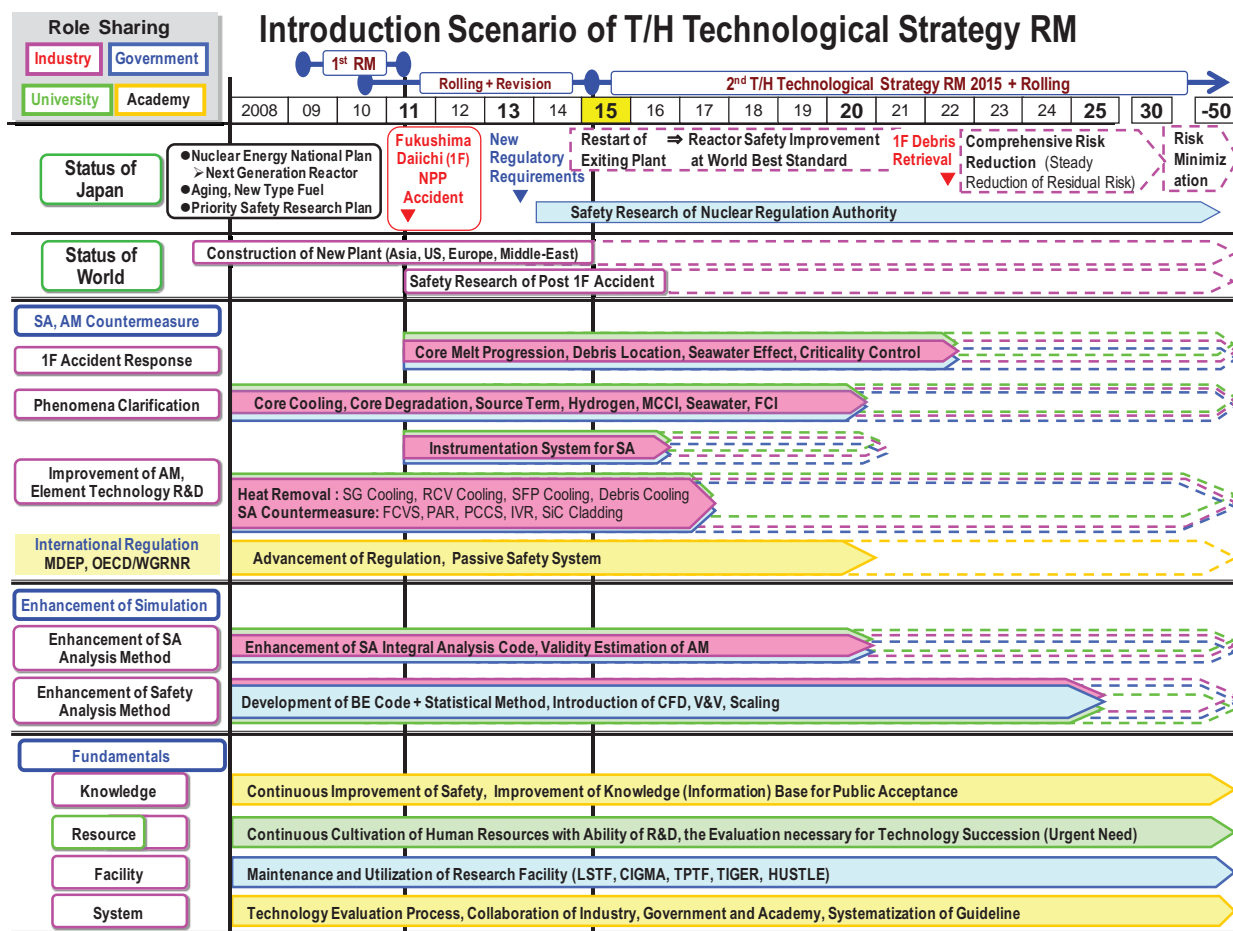 Introduction Scenario of T/H Technological Strategy RM
Role Sharing
Industry
Government
University
Academy
1st RM
Rolling + Revision
2nd T/H Technological Strategy RM 2015 + Rolling
2008 09 10 11 12 13 14 15 16 17 18 19 20 21 22 23 24 25 30 -50
Status of
Japan
●Nuclear Energy National Plan
➢Next Generation Reactor
●Aging, New Type Fuel
●Priority Safety Research Plan
Fukushima
Daiichi (1F)
NPP
Accident
New
Regulatory
Requirements
Restart of
Exiting Plant
⇒ Reactor Safety Improvement
at World Best Standard
1F Debris
Retrieval
Comprehensive Risk
Reduction (Steady
Reduction of Residual Risk)
Risk
Minimiz
ation
Safety Research of Nuclear Regulation Authority
Status of
World
Construction of New Plant (Asia, US, Europe, Middle-East)
Safety Research of Post 1F Accident
SA, AM Countermeasure
1F Accident Response
Core Melt Progression, Debris Location, Seawater Effect, Criticality Control
Phenomena Clarification
Core Cooling, Core Degradation, Source Term, Hydrogen, MCCI, Seawater, FCI
Instrumentation System for SA
Improvement of AM,
Element Technology R&D
Heat Removal : SG Cooling, RCV Cooling, SFP Cooling, Debris Cooling
SA Countermeasure: FCVS, PAR, PCCS, IVR, SiC Cladding
International Regulation
MDEP, OECD/WGRNR
Advancement of Regulation, Passive Safety System
Enhancement of Simulation
Enhancement of SA
Analysis Method
Enhancement of SA Integral Analysis Code, Validity Estimation of AM
Enhancement of Safety
Analysis Method
Development of BE Code + Statistical Method, Introduction of CFD, V&V, Scaling
Fundamentals
Knowledge
Continuous Improvement of Safety, Improvement of Knowledge (Information) Base for Public Acceptance
Resource
Continuous Cultivation of Human Resources with Ability of R&D, the Evaluation necessary for Technology Succession (Urgent Need)
Facility
Maintenance and Utilization of Research Facility (LSTF, CIGMA, TPTF, TIGER, HUSTLE)
System
Technology Evaluation Process, Collaboration of Industry, Government and Academy, Systematization of Guideline